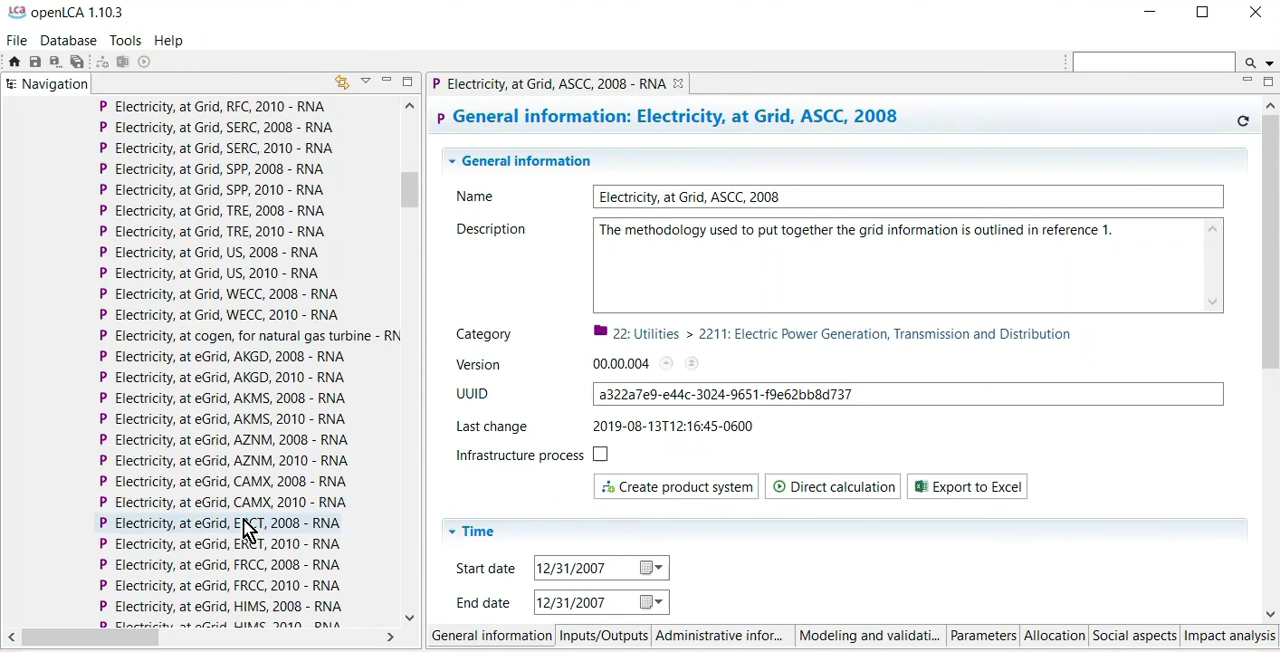 openLCA 1.10.3
File Database Tools Help
Navigation
Electricity, at Grid, RFC, 2010 - RNA
Electricity, at Grid, SERC, 2008 - RNA
Electricity, at Grid, SERC, 2010 - RNA
Electricity, at Grid, SPP, 2008 - RNA
Electricity, at Grid, SPP, 2010 - RNA
Electricity, at Grid, TRE, 2008 - RNA
Electricity, at Grid, TRE, 2010 - RNA
Electricity, at Grid, US, 2008 - RNA
Electricity, at Grid, US, 2010 - RNA
Electricity, at Grid, WECC, 2008 - RNA
Electricity, at Grid, WECC, 2010 - RNA
Electricity, at cogen, for natural gas turbine - RN
Electricity, at eGrid, AKGD, 2008 - RNA
Electricity, at eGrid, AKGD, 2010 - RNA
Electricity, at eGrid, AKMS, 2008 - RNA
Electricity, at eGrid, AKMS, 2010 - RNA
Electricity, at eGrid, AZNM, 2008 - RNA
Electricity, at eGrid, AZNM, 2010 - RNA
Electricity, at eGrid, CAMX, 2008 - RNA
Electricity, at eGrid, CAMX, 2010 - RNA
Electricity, at eGrid, ERCT, 2008 - RNA
Electricity, at eGrid, ERCT, 2010 - RNA
Electricity, at eGrid, FRCC, 2008 - RNA
Electricity, at eGrid, FRCC, 2010 - RNA
Electricity, at eGrid, HIMS, 2008 - RNA
Electricity, at eGrid, HIMS, 2010 - RNA
P Electricity, at Grid, ASCC, 2008 - RNA
P General information: Electricity, at Grid, ASCC, 2008
General information
Name Electricity, at Grid, ASCC, 2008
Description The methodology used to put together the grid information is outlined in reference 1.
Category 22: Utilities > 2211: Electric Power Generation, Transmission and Distribution
Version 00.00.004
UUID a322a7e9-e44c-3024-9651-f9e62bb8d737
Last change 2019-08-13T12:16:45-0600
Infrastructure process
Create product system Direct calculation Export to Excel
Time
Start date 12/31/2007
End date 12/31/2007
General information Inputs/Outputs Administrative infor... Modeling and validati... Parameters Allocation Social aspects Impact analysis